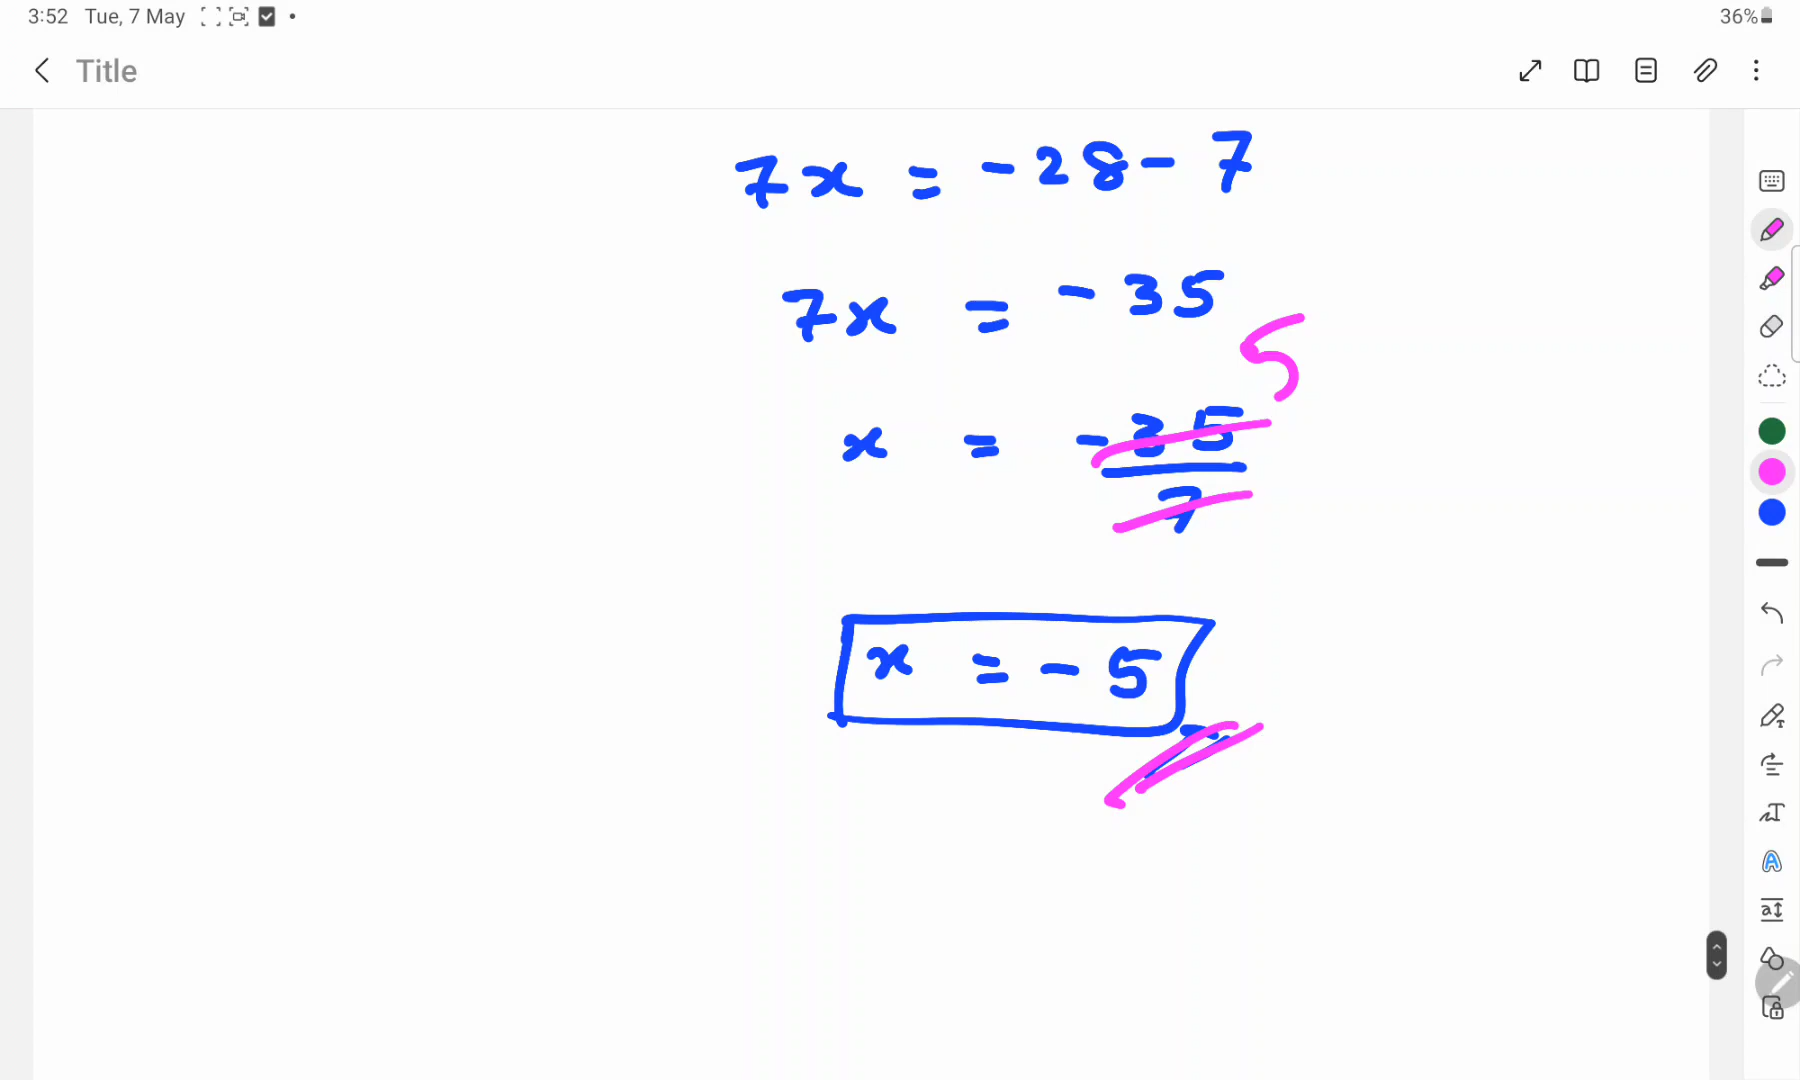 3:52 Tue, 7 May
36%
Title
7x = -28-7
7x = -35
5
x = -35/7
x = -5